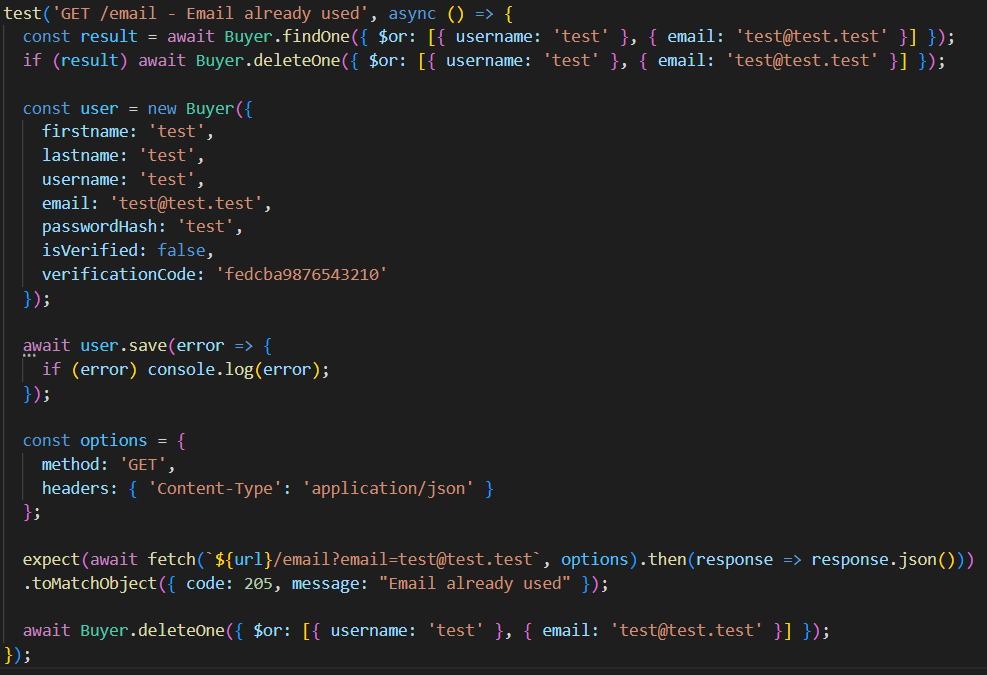 test('GET /email - Email already used', async () => {
  const result = await Buyer.findOne({ $or: [{ username: 'test' }, { email: 'test@test.test' }] });
  if (result) await Buyer.deleteOne({ $or: [{ username: 'test' }, { email: 'test@test.test' }] });

  const user = new Buyer({
    firstname: 'test',
    lastname: 'test',
    username: 'test',
    email: 'test@test.test',
    passwordHash: 'test',
    isVerified: false,
    verificationCode: 'fedcba9876543210'
  });

  await user.save(error => {
    if (error) console.log(error);
  });

  const options = {
    method: 'GET',
    headers: { 'Content-Type': 'application/json' }
  };

  expect(await fetch(`${url}/email?email=test@test.test`, options).then(response => response.json()))
  .toMatchObject({ code: 205, message: "Email already used" });

  await Buyer.deleteOne({ $or: [{ username: 'test' }, { email: 'test@test.test' }] });
});